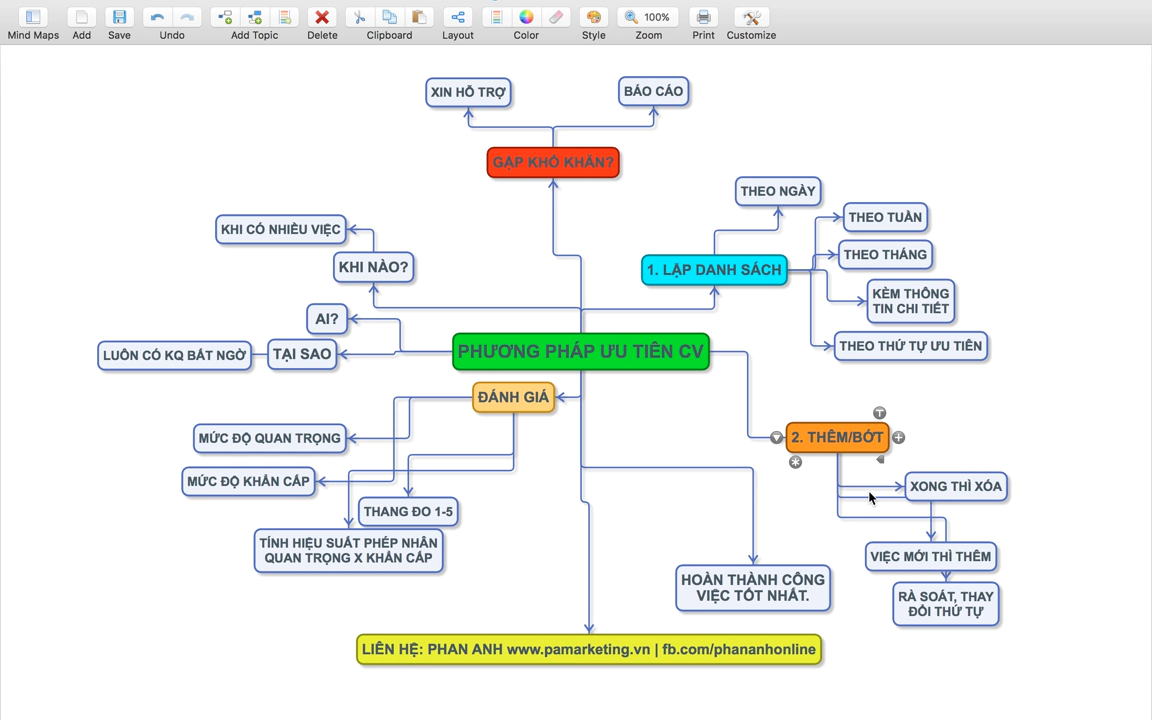 100%
Mind Maps
Add
Save
Undo
Add Topic
Delete
Clipboard
Layout
Color
Style
Zoom
Print
Customize
XIN HỖ TRỢ
BÁO CÁO
GẶP KHÓ KHĂN?
THEO NGÀY
KHI CÓ NHIỀU VIỆC
THEO TUẦN
KHI NÀO?
1. LẬP DANH SÁCH
THEO THÁNG
KÈM THÔNG
TIN CHI TIẾT
AI?
LUÔN CÓ KQ BẤT NGỜ
TẠI SAO
PHƯƠNG PHÁP ƯU TIÊN CV
THEO THỨ TỰ ƯU TIÊN
ĐÁNH GIÁ
MỨC ĐỘ QUAN TRỌNG
2. THÊM/BỚT
MỨC ĐỘ KHẨN CẤP
XONG THÌ XÓA
THANG ĐO 1-5
TÍNH HIỆU SUẤT PHÉP NHÂN
QUAN TRỌNG X KHẨN CẤP
VIỆC MỚI THÌ THÊM
HOÀN THÀNH CÔNG
VIỆC TỐT NHẤT.
RÀ SOÁT, THAY
ĐỔI THỨ TỰ
LIÊN HỆ: PHAN ANH www.pamarketing.vn | fb.com/phananhonline